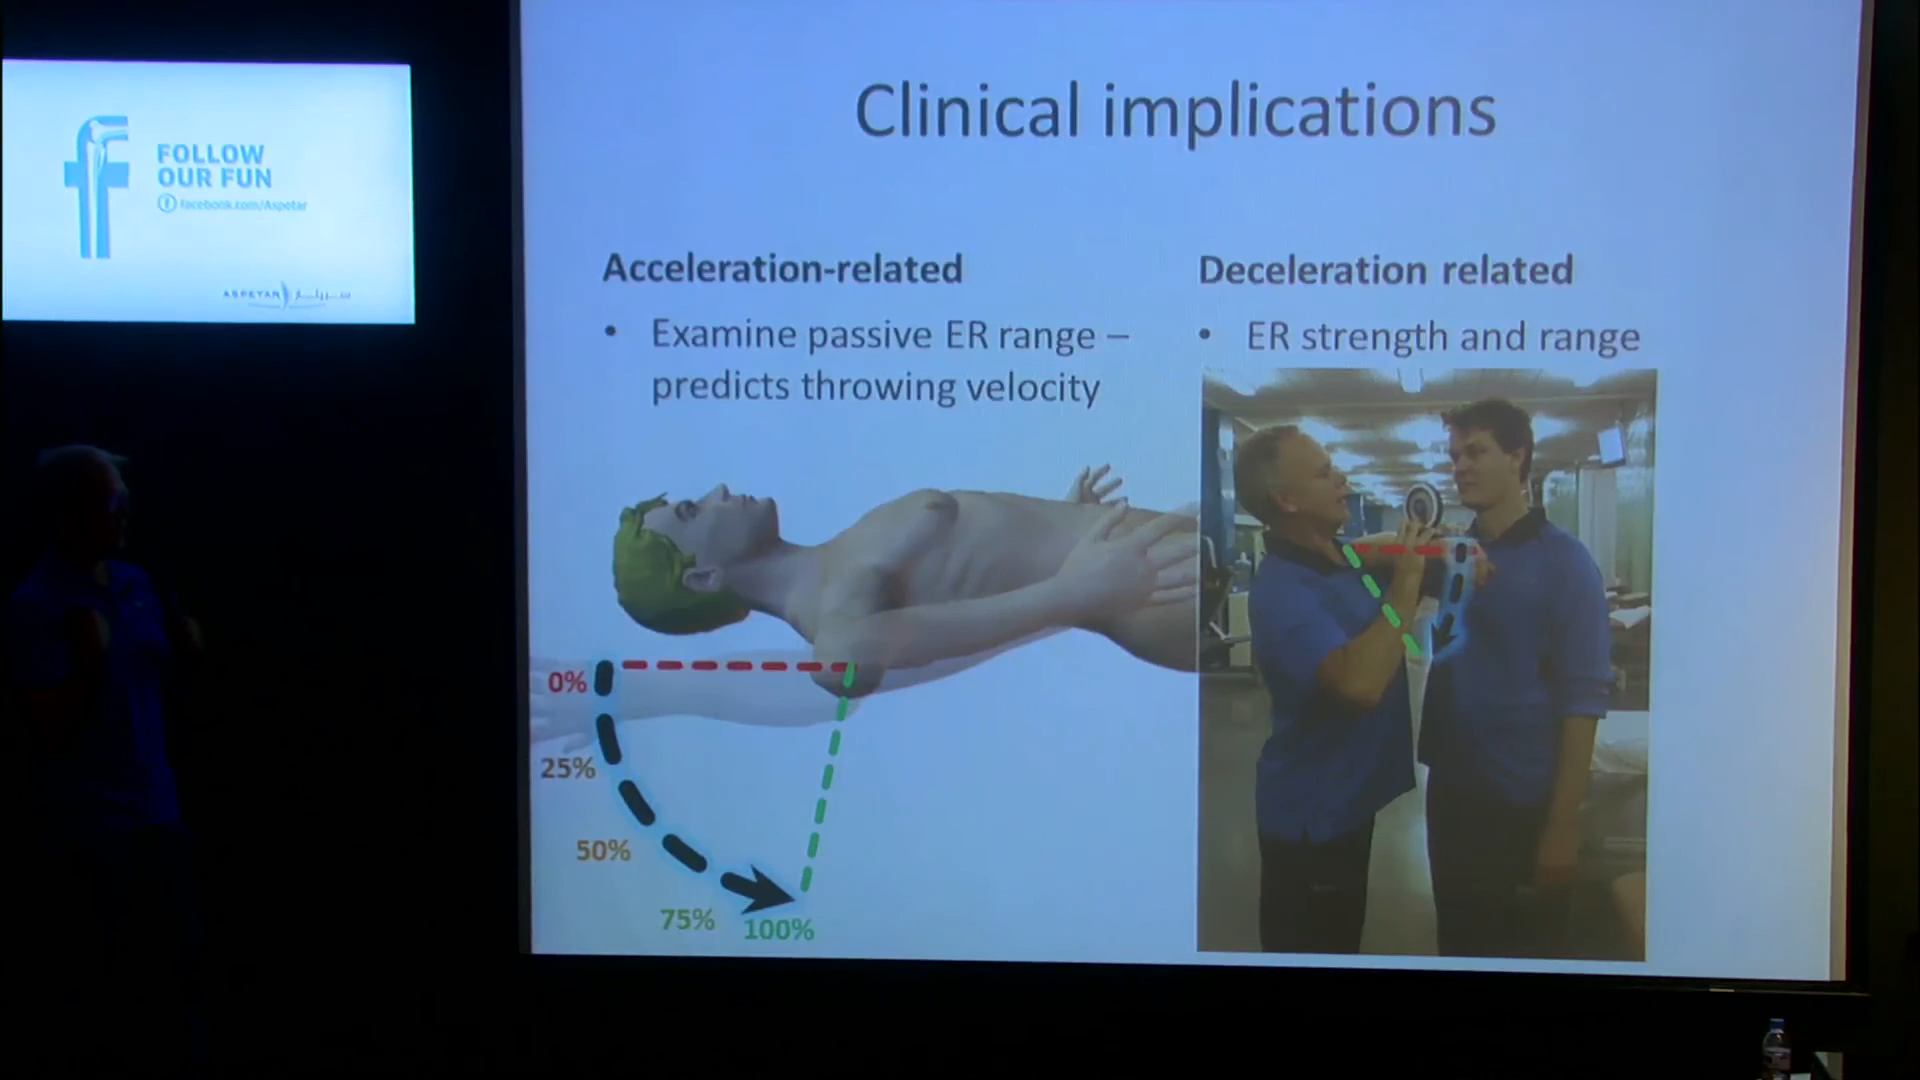 FOLLOW
OUR FUN
facebook.com/Aspetar
ASPETAR سبيتار
Clinical implications
Acceleration-related
• Examine passive ER range –
predicts throwing velocity
Deceleration related
• ER strength and range
0%
25%
50%
75%
100%